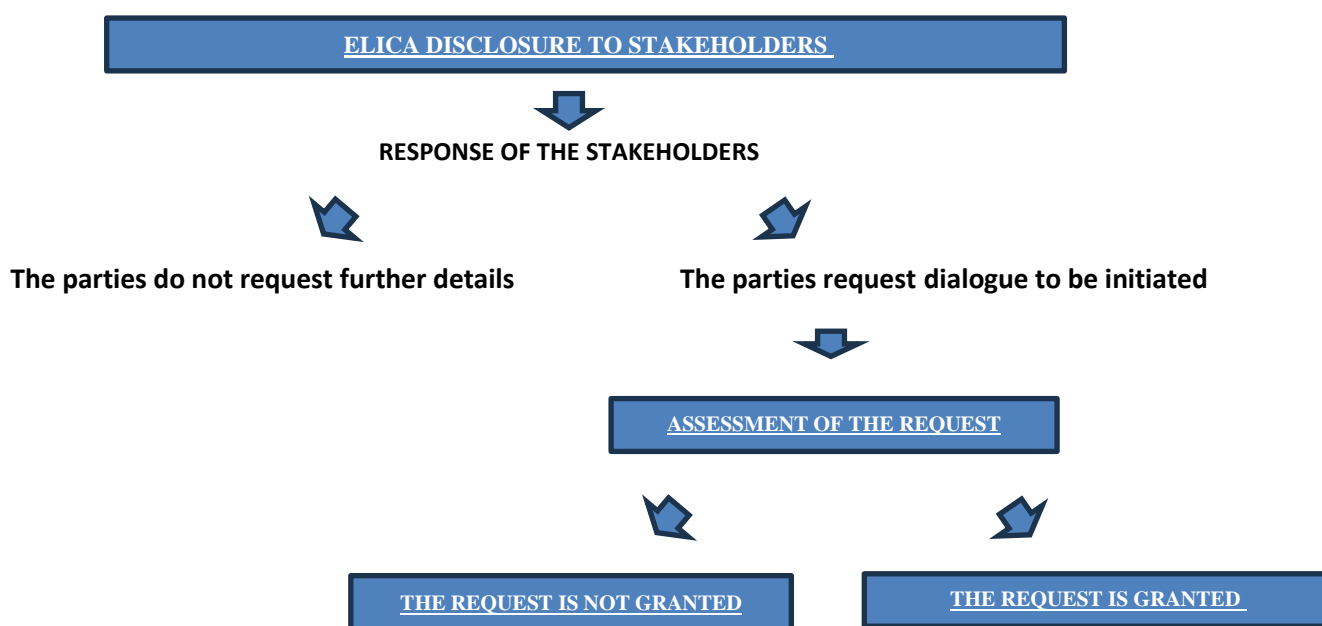 ELICA DISCLOSURE TO STAKEHOLDERS
RESPONSE OF THE STAKEHOLDERS
The parties do not request further details
The parties request dialogue to be initiated
ASSESSMENT OF THE REQUEST
THE REQUEST IS NOT GRANTED
THE REQUEST IS GRANTED